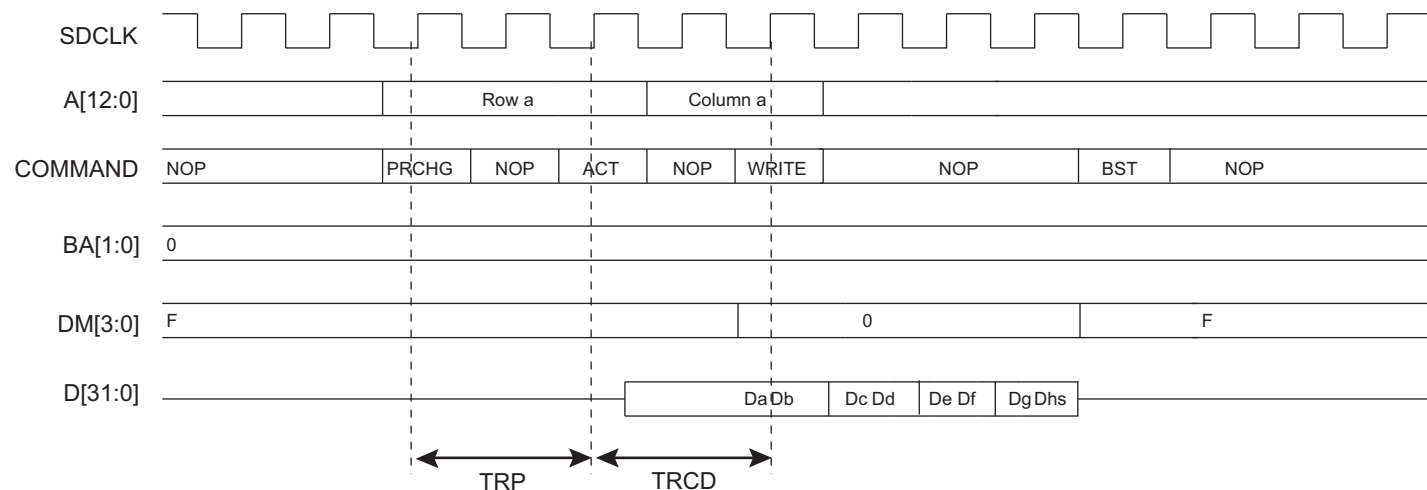 SDCLK
A[12:0] Row a Column a
COMMAND NOP PRCHG NOP ACT NOP WRITE NOP BST NOP
BA[1:0] 0
DM[3:0] F 0 F
D[31:0] Da Db Dc Dd De Df Dg Dhs
TRP TRCD